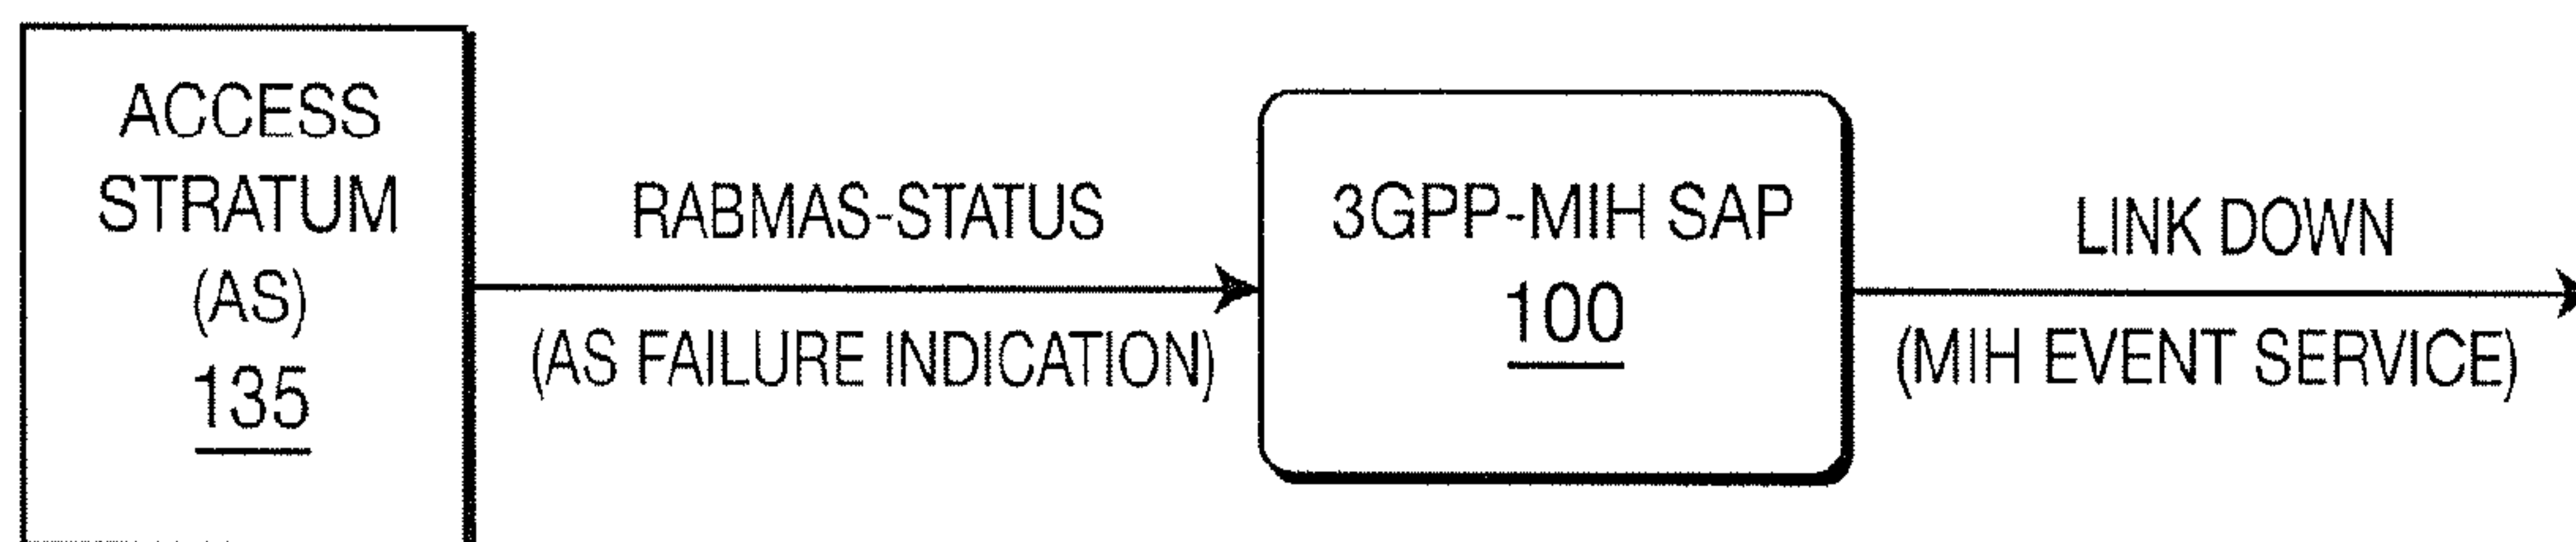 ACCESS
STRATUM
(AS)
135
RABMAS-STATUS
(AS FAILURE INDICATION)
3GPP-MIH SAP
100
LINK DOWN
(MIH EVENT SERVICE)